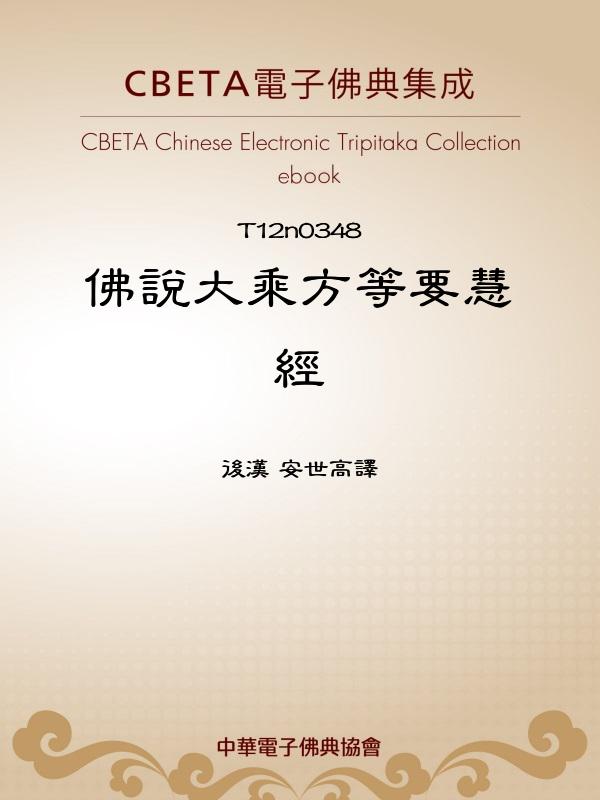 CBETA電子佛典集成
CBETA Chinese Electronic Tripitaka Collection
ebook
T12n0348
佛說大乘方等要慧
經
後漢 安世高譯
中華電子佛典協會